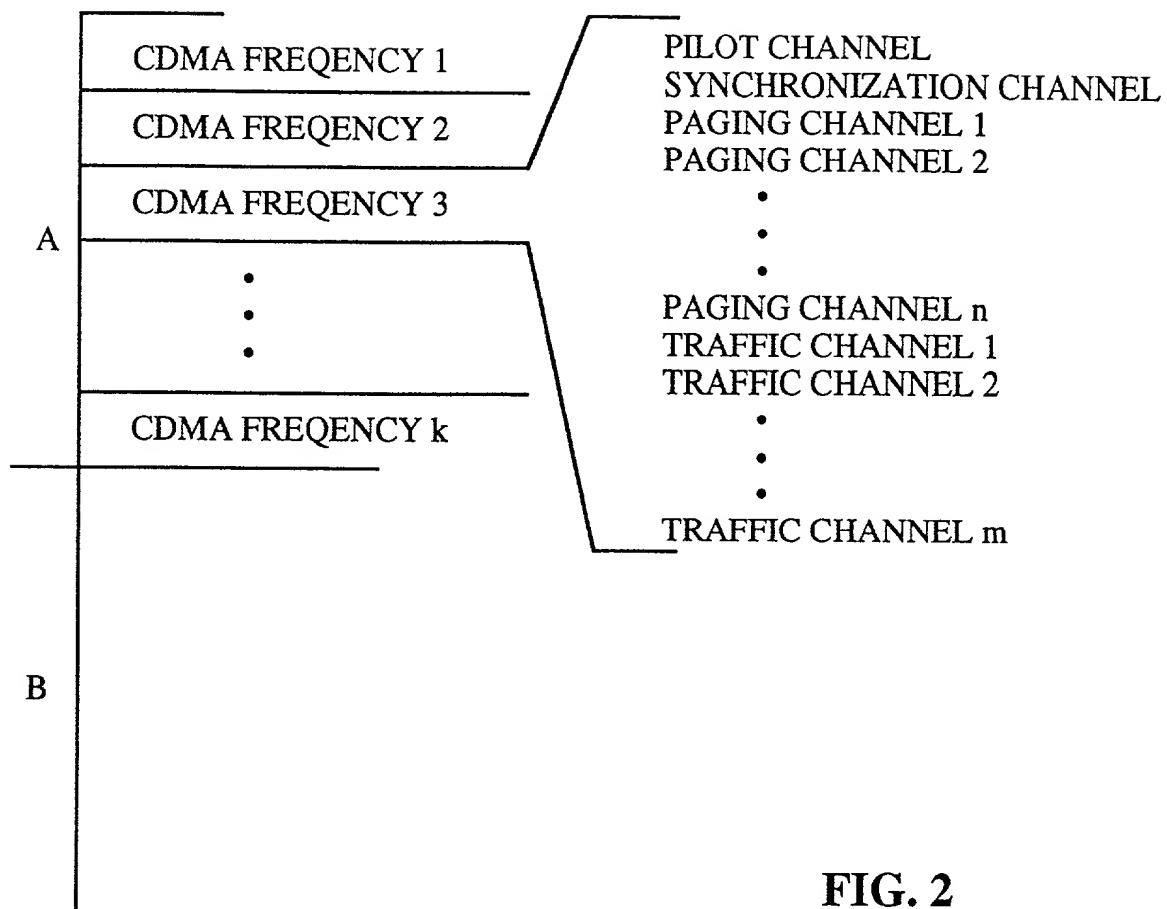 CDMA FREQENCY 1
CDMA FREQENCY 2
CDMA FREQENCY 3
CDMA FREQENCY k
A
B
PILOT CHANNEL
SYNCHRONIZATION CHANNEL
PAGING CHANNEL 1
PAGING CHANNEL 2
PAGING CHANNEL n
TRAFFIC CHANNEL 1
TRAFFIC CHANNEL 2
TRAFFIC CHANNEL m
FIG. 2